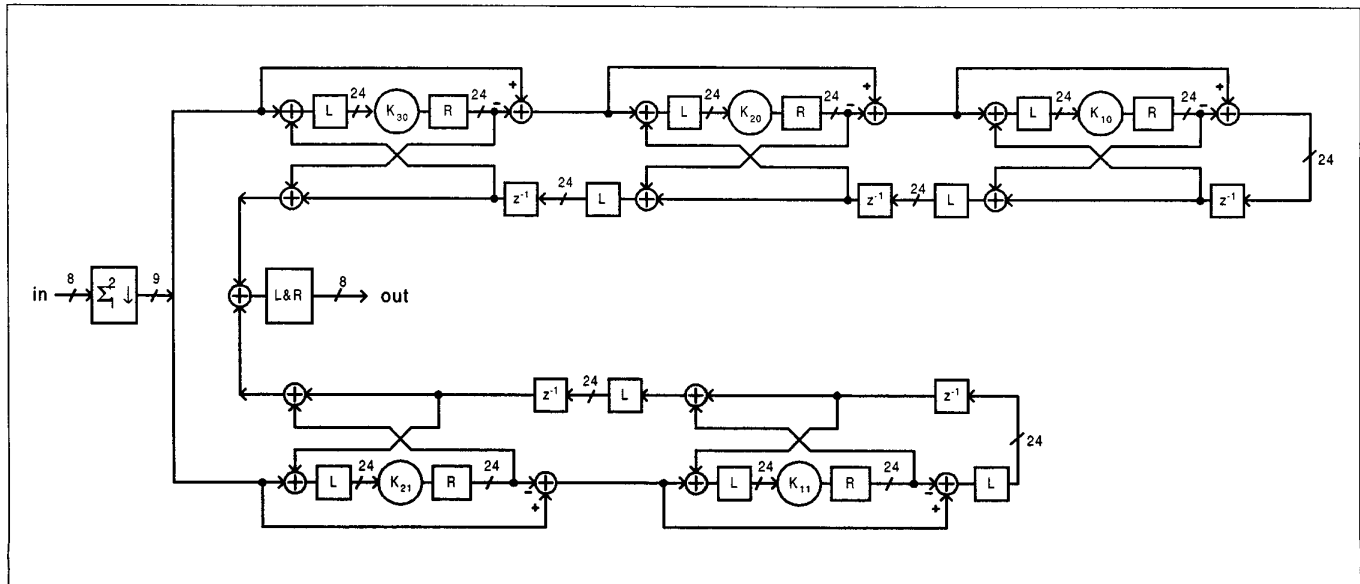 + + +
L 24 K30 R 24 - L 24 K20 R 24 - L 24 K10 R 24 -
24
z-1 24 L z-1 24 L z-1
in 8 Σ 2 1 ↓ 9 L&R 8 out
z-1 24 L z-1
24
L 24 K21 R 24 - L 24 K11 R 24 - L
+ +